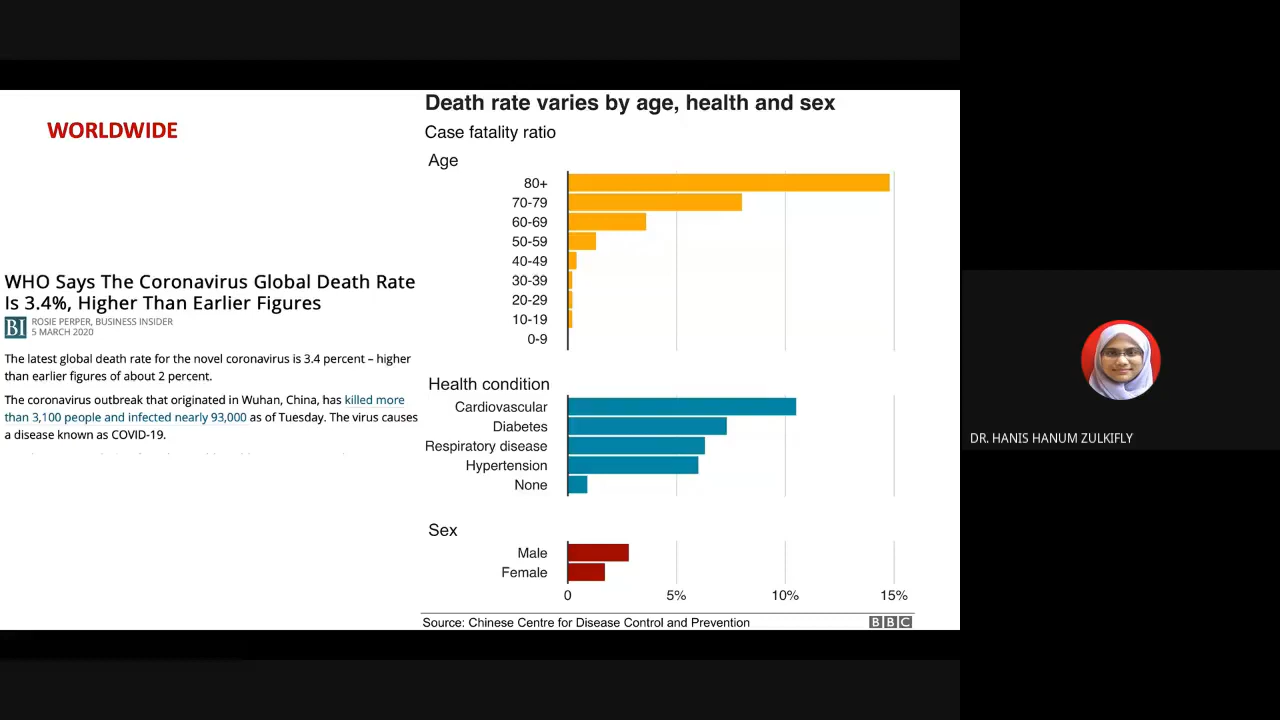 WORLDWIDE
WHO Says The Coronavirus Global Death Rate
Is 3.4%, Higher Than Earlier Figures
BI
ROSIE PERPER, BUSINESS INSIDER
5 MARCH 2020
The latest global death rate for the novel coronavirus is 3.4 percent – higher
than earlier figures of about 2 percent.
The coronavirus outbreak that originated in Wuhan, China, has killed more
than 3,100 people and infected nearly 93,000 as of Tuesday. The virus causes
a disease known as COVID-19.
Death rate varies by age, health and sex
Case fatality ratio
Age
80+
70-79
60-69
50-59
40-49
30-39
20-29
10-19
0-9
Health condition
Cardiovascular
Diabetes
Respiratory disease
Hypertension
None
Sex
Male
Female
0 5% 10% 15%
Source: Chinese Centre for Disease Control and Prevention
BBC
DR. HANIS HANUM ZULKIFLY